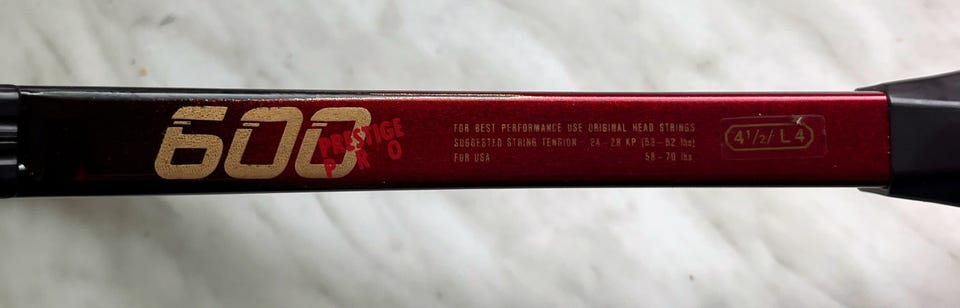 600
PRESTIGE
PRO
FOR BEST PERFORMANCE USE ORIGINAL HEAD STRINGS
SUGGESTED STRING TENSION - 24 - 28 KP (53 - 62 lbs)
FOR USA 58 - 70 lbs
4 1/2 / L 4